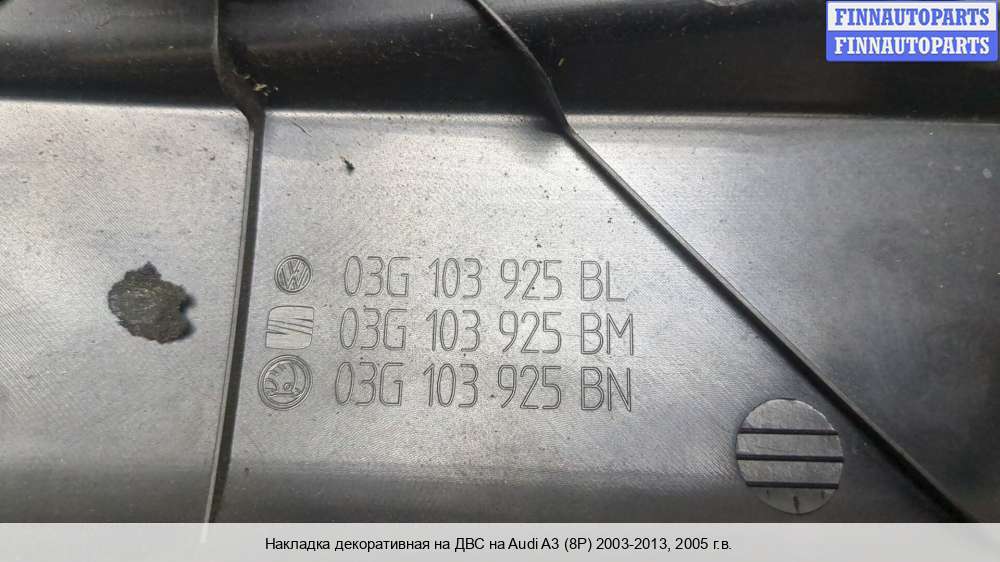 FINNAUTOPARTS
FINNAUTOPARTS
03G 103 925 BL
03G 103 925 BM
03G 103 925 BN
Накладка декоративная на ДВС на Audi A3 (8P) 2003-2013, 2005 г.в.